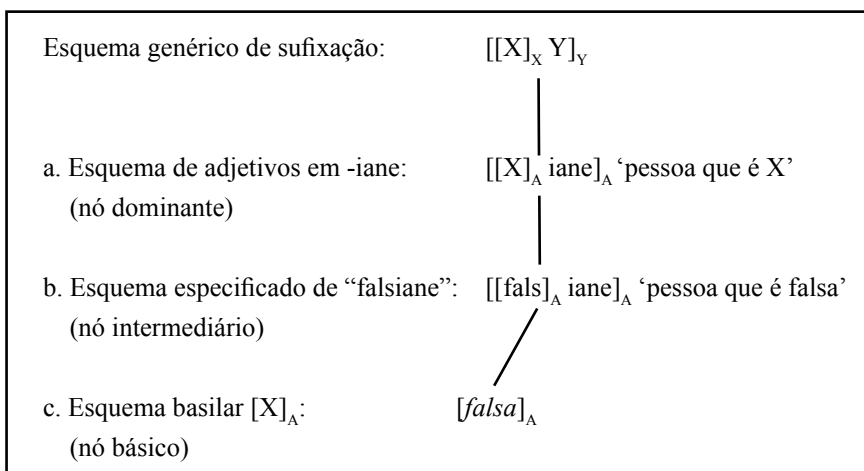 Esquema genérico de sufixação: [[X]X Y]Y
a. Esquema de adjetivos em -iane: [[X]A iane]A ‘pessoa que é X’
(nó dominante)
b. Esquema especificado de “falsiane”: [[fals]A iane]A ‘pessoa que é falsa’
(nó intermediário)
c. Esquema basilar [X]A: [falsa]A
(nó básico)